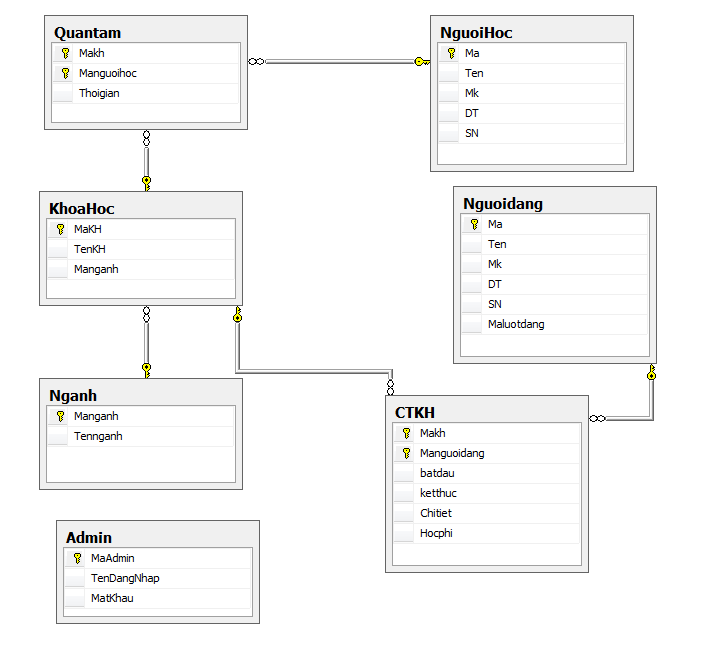 Quantam
Makh
Manguoihoc
Thoigian
NguoiHoc
Ma
Ten
Mk
DT
SN
KhoaHoc
MaKH
TenKH
Manganh
Nguoidang
Ma
Ten
Mk
DT
SN
Maluotdang
Nganh
Manganh
Tennganh
CTKH
Makh
Manguoidang
batdau
ketthuc
Chitiet
Hocphi
Admin
MaAdmin
TenDangNhap
MatKhau